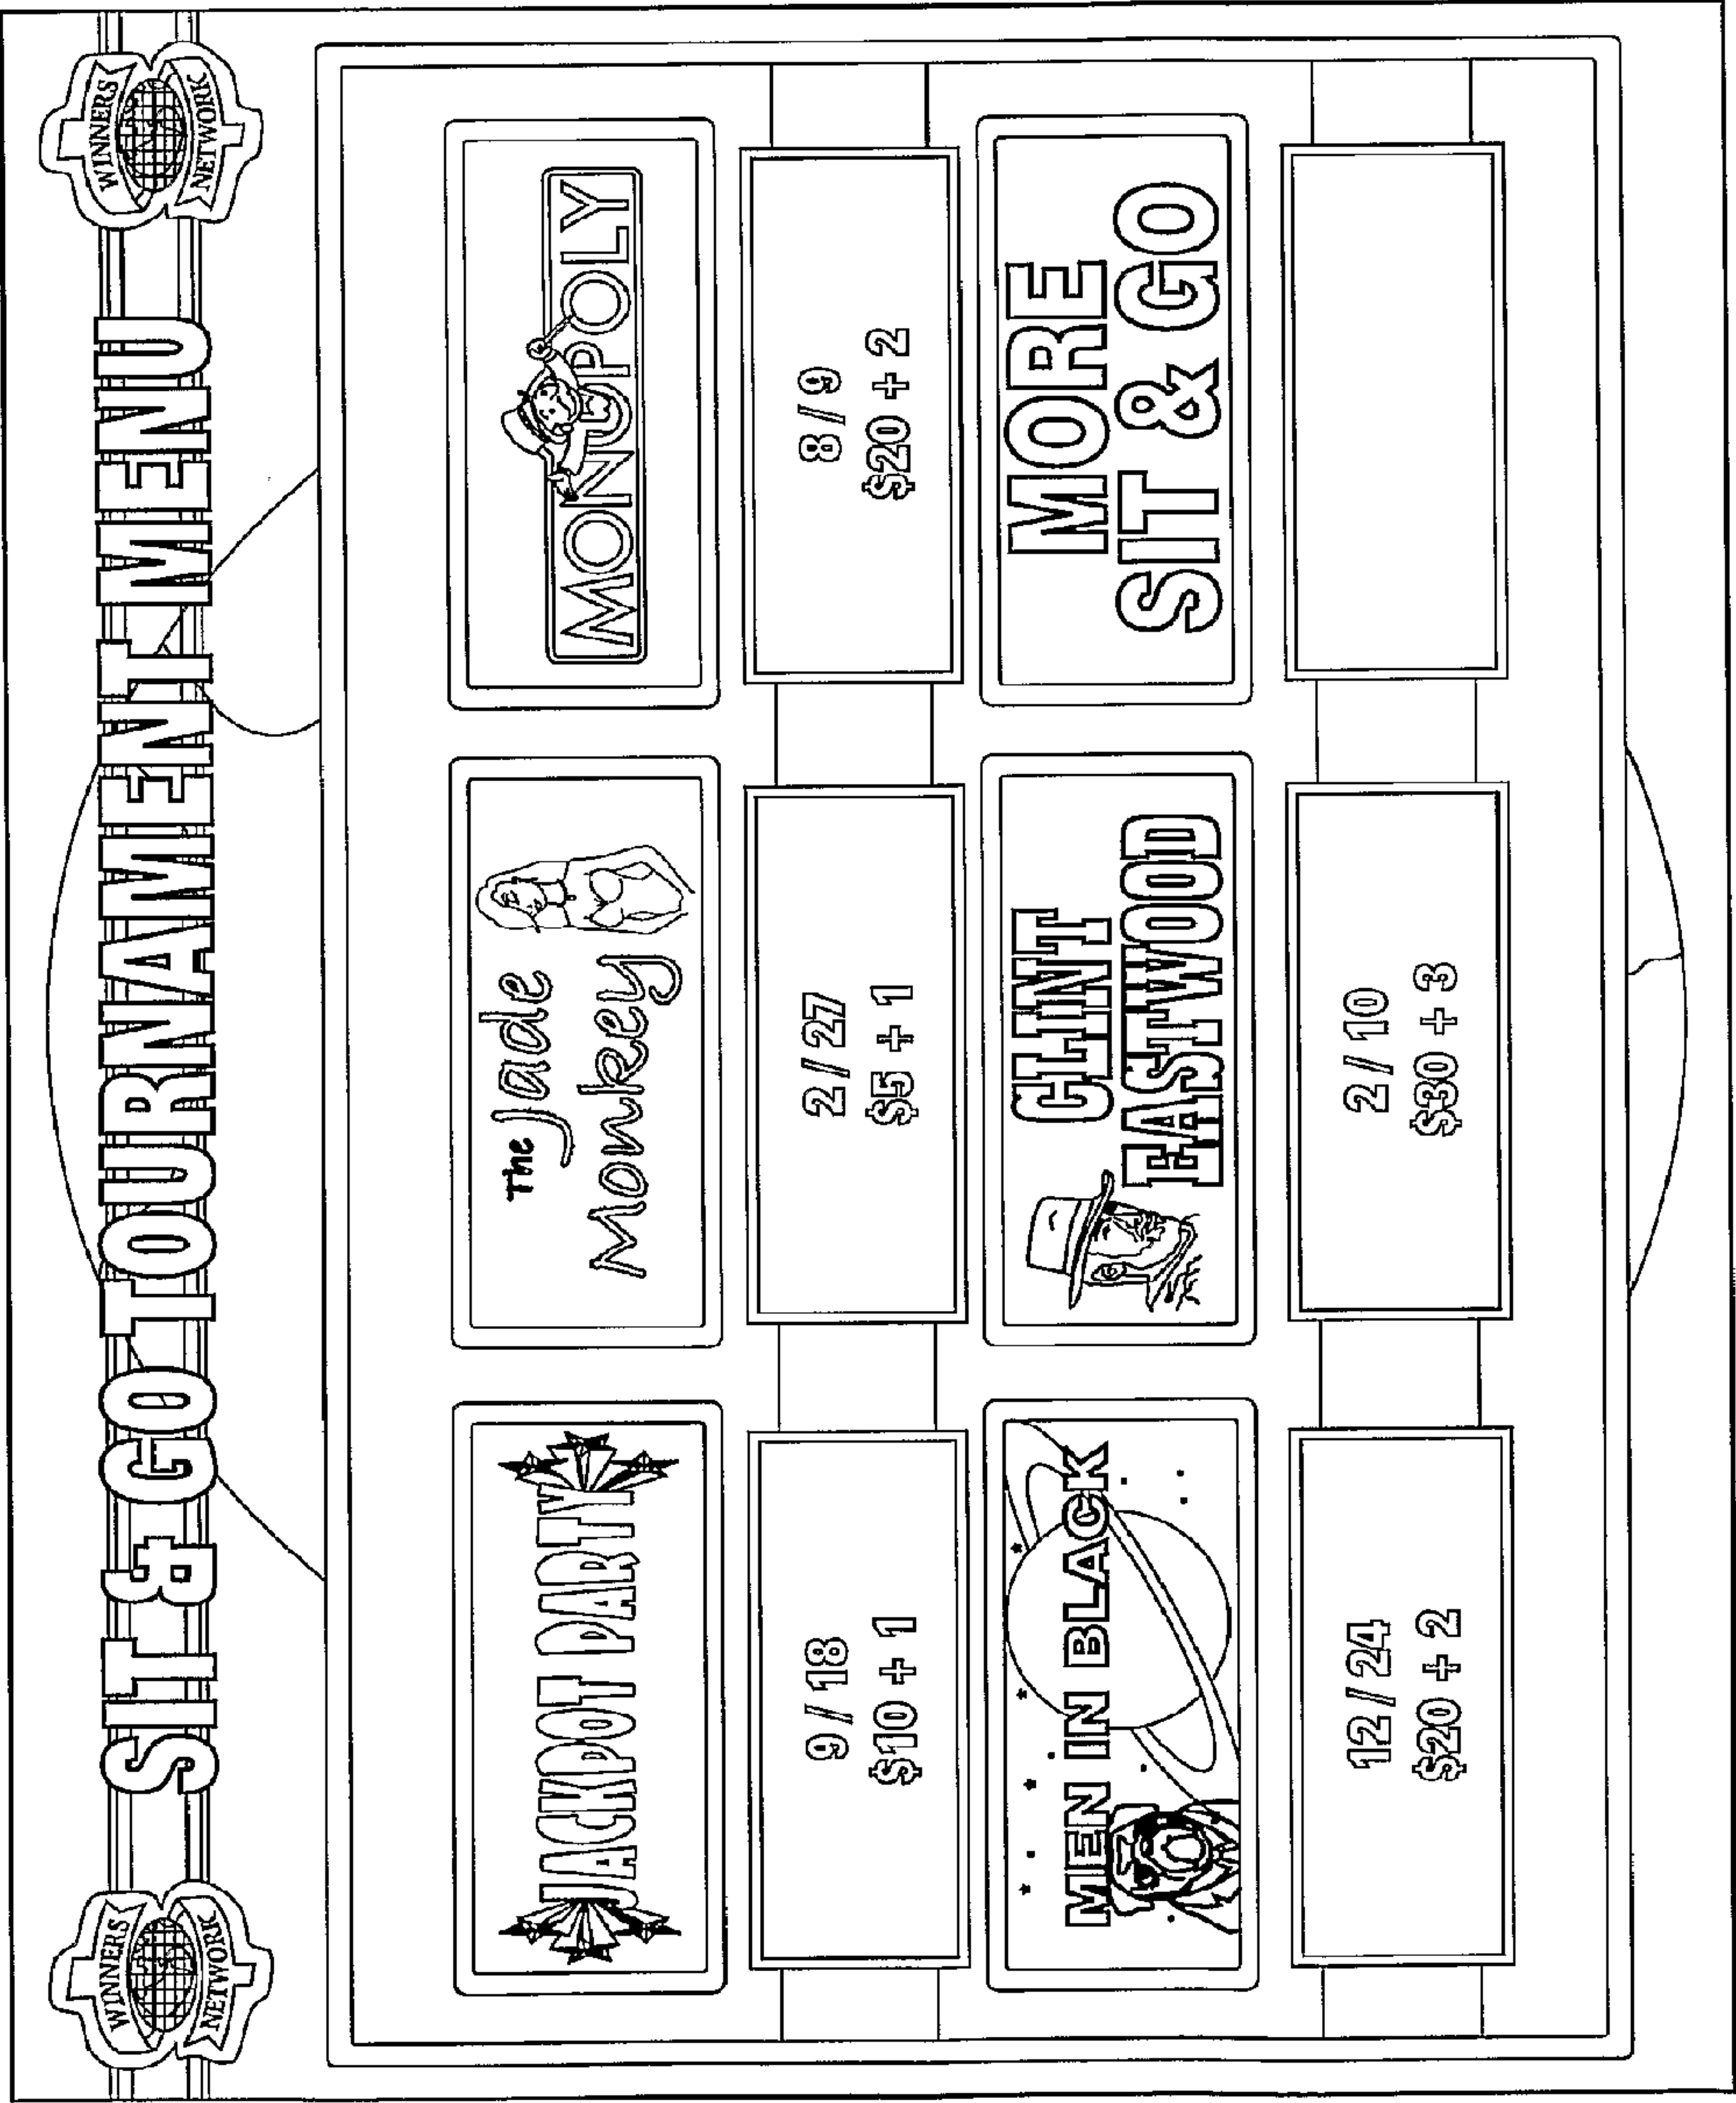 WINNERS
NETWORK
SIT & GO TOURNAMENT MENU
WINNERS
NETWORK
JACKPOT PARTY
The Jade
Monkey
MONOPOLY
9 / 18
$10 + 1
2 / 27
$5 + 1
8 / 9
$20 + 2
MEN IN BLACK
CLINT
EASTWOOD
MORE
SIT & GO
12 / 24
$20 + 2
2 / 10
$30 + 3